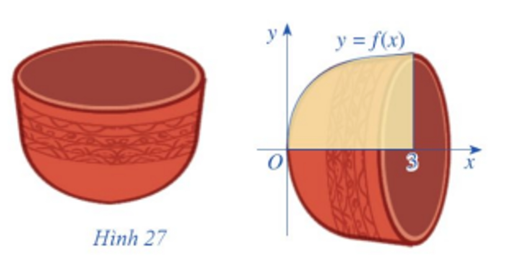 y
y = f(x)
O
3
x
Hình 27